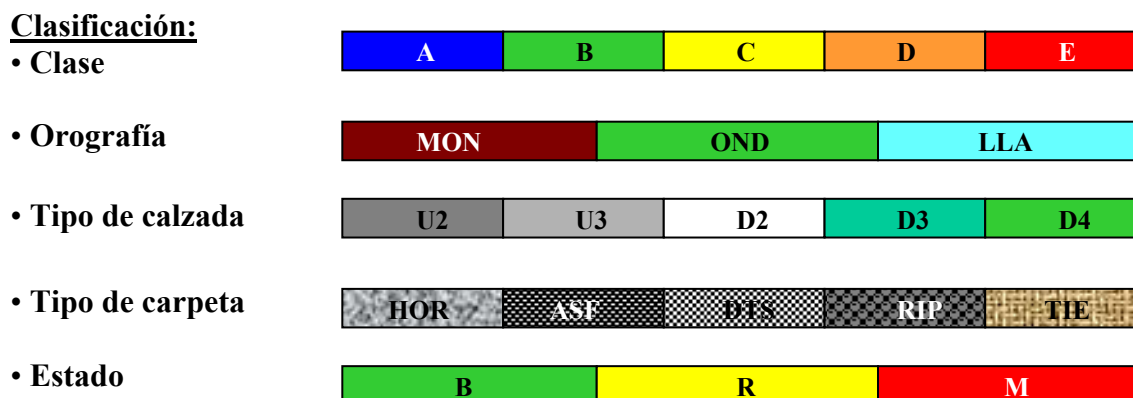 Clasificación:
• Clase
A B C D E
• Orografía
MON OND LLA
• Tipo de calzada
U2 U3 D2 D3 D4
• Tipo de carpeta
HOR ASF DTS RIP TIE
• Estado
B R M